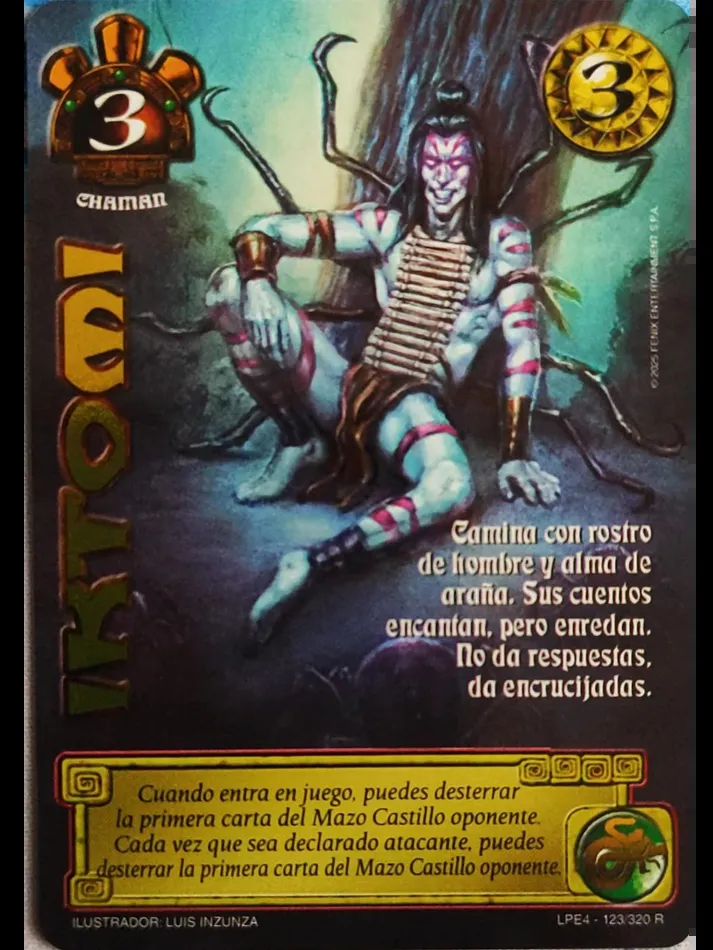 3
3
CHAMAN
IKTOMI
© 2025 FENIX ENTERTAINMENT S.P.A.
Camina con rostro
de hombre y alma de
araña. Sus cuentos
encantan, pero enredan.
No da respuestas,
da encrucijadas.
Cuando entra en juego, puedes desterrar
la primera carta del Mazo Castillo oponente.
Cada vez que sea declarado atacante, puedes
desterrar la primera carta del Mazo Castillo oponente.
ILUSTRADOR: LUIS INZUNZA
LPE4 - 123/320 R